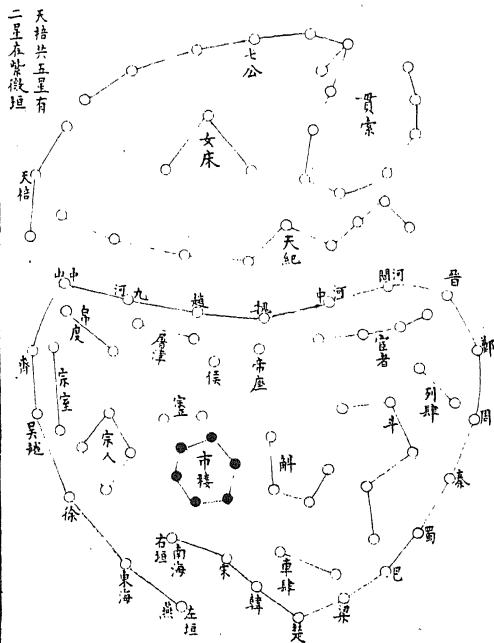 天棓共五星有
二星在紫微垣
七公
貫索
女床
天棓
天紀
中山
九河
趙
魏
河中
河間
晉
鄭
周
秦
蜀
巴
梁
楚
韓
宋
南海
右垣
左垣
燕
東海
徐
吳越
齊
帛度
屠肆
宗室
宗人
侯
帝座
宦者
列肆
斗
斛
市樓
車肆